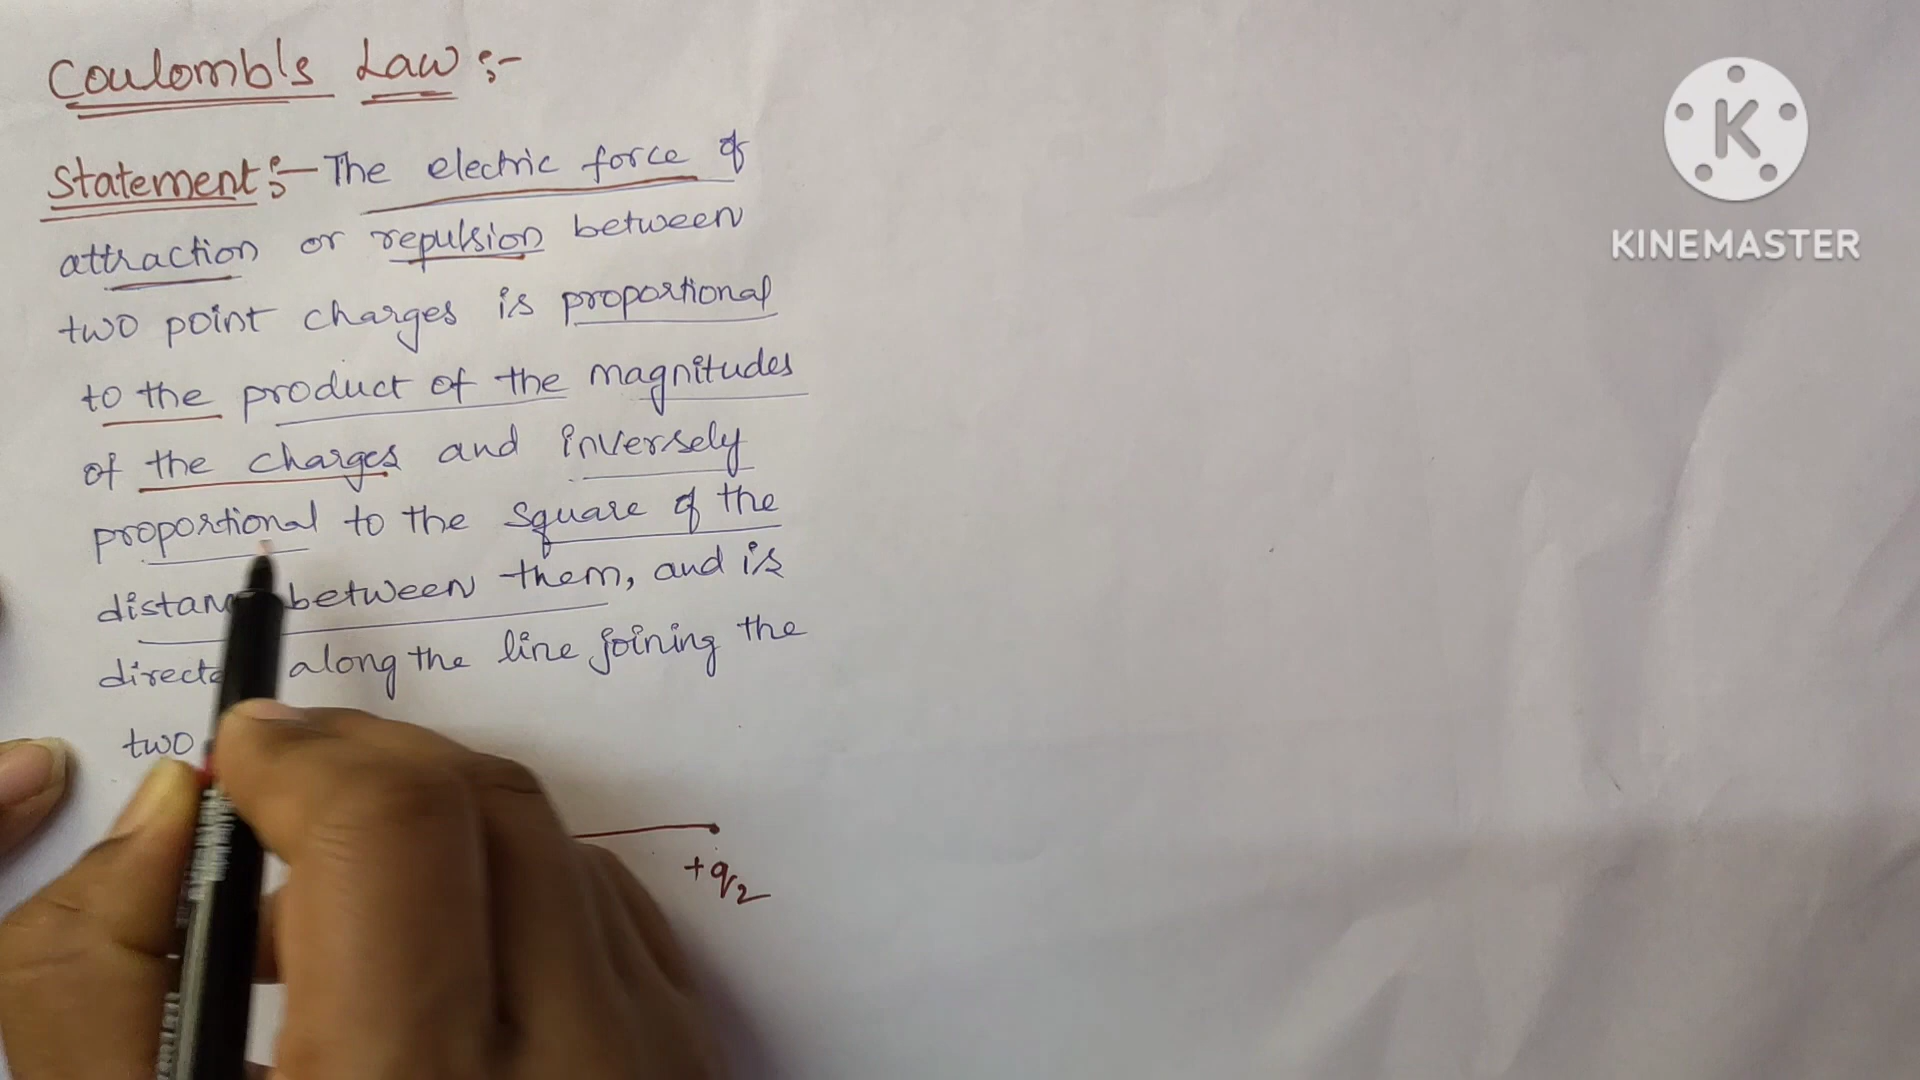 Coulomb's Law :-
Statement :- The electric force of
attraction or repulsion between
two point charges is proportional
to the product of the magnitudes
of the charges and inversely
proportional to the square of the
between them, and is
along the line joining the
two
+q2
K
KINEMASTER